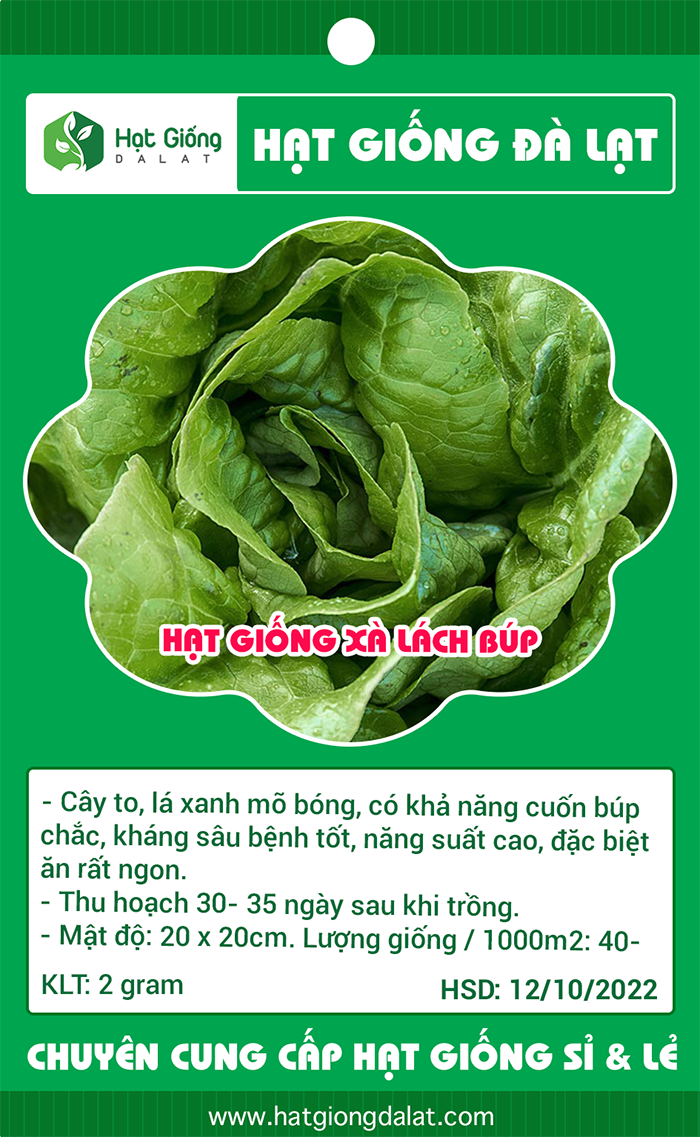 Hạt Giống
DALAT
HẠT GIỐNG ĐÀ LẠT
HẠT GIỐNG XÀ LÁCH BÚP
- Cây to, lá xanh mõ bóng, có khả năng cuốn búp
chắc, kháng sâu bệnh tốt, năng suất cao, đặc biệt
ăn rất ngon.
- Thu hoạch 30- 35 ngày sau khi trồng.
- Mật độ: 20 x 20cm. Lượng giống / 1000m2: 40-
KLT: 2 gram
HSD: 12/10/2022
CHUYÊN CUNG CẤP HẠT GIỐNG SỈ & LẺ
www.hatgiongdalat.com